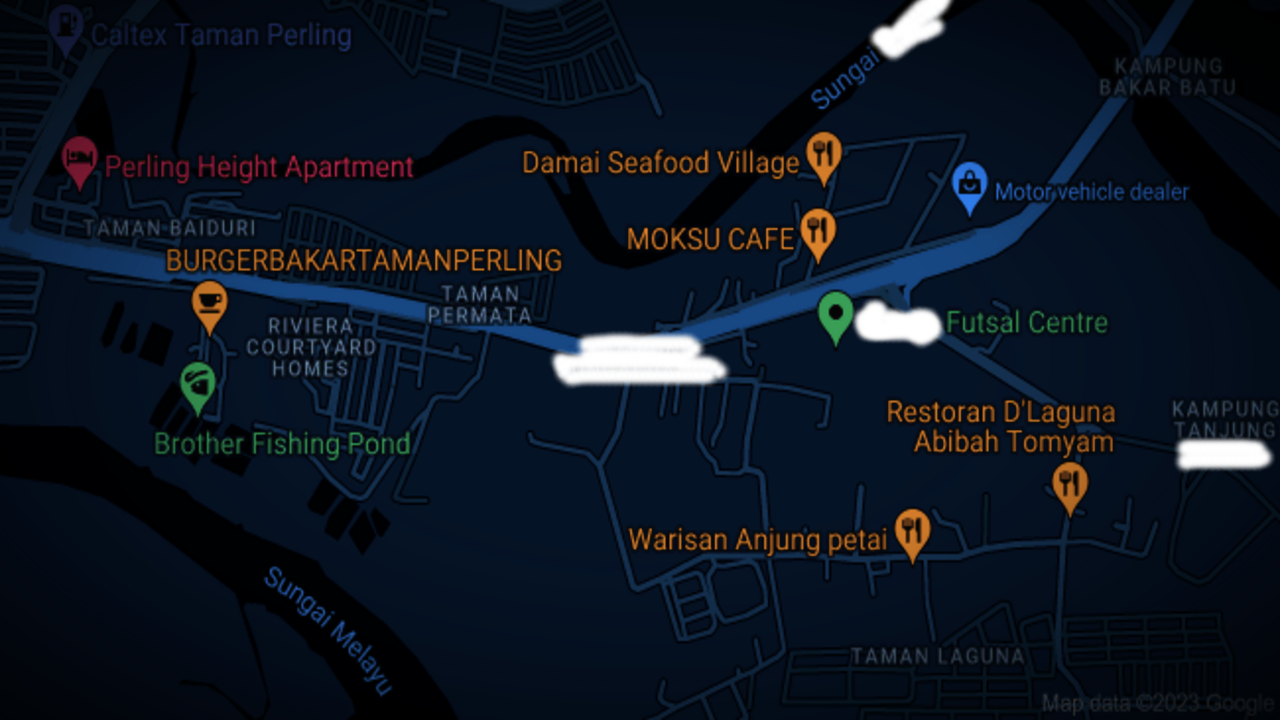 Caltex Taman Perling
Sungai
KAMPUNG
BAKAR BATU
Perling Height Apartment
Damai Seafood Village
Motor vehicle dealer
TAMAN BAIDURI
MOKSU CAFE
BURGERBAKARTAMANPERLING
TAMAN
PERMATA
RIVIERA
COURTYARD
HOMES
Futsal Centre
Brother Fishing Pond
Restoran D'Laguna
Abibah Tomyam
KAMPUNG
TANJUNG
Warisan Anjung petai
Sungai Melayu
TAMAN LAGUNA
Map data ©2023 Google